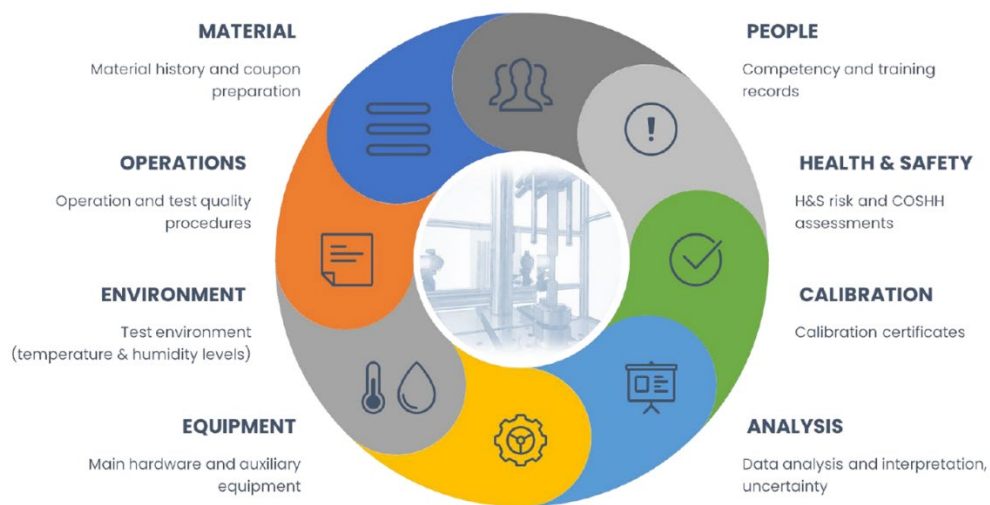 MATERIAL
Material history and coupon
preparation
OPERATIONS
Operation and test quality
procedures
ENVIRONMENT
Test environment
(temperature & humidity levels)
EQUIPMENT
Main hardware and auxiliary
equipment
PEOPLE
Competency and training
records
HEALTH & SAFETY
H&S risk and COSHH
assessments
CALIBRATION
Calibration certificates
ANALYSIS
Data analysis and interpretation,
uncertainty